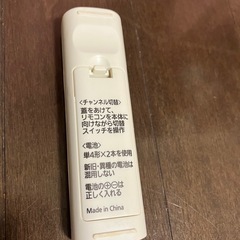 <チャンネル切替>
蓋をあけて、
リモコンを本体に
向けながら切替
スイッチを操作
<電池>
単4形×2本を使用
新旧・異種の電池は
混用しない
電池の⊕⊖は
正しく入れる
Made in China